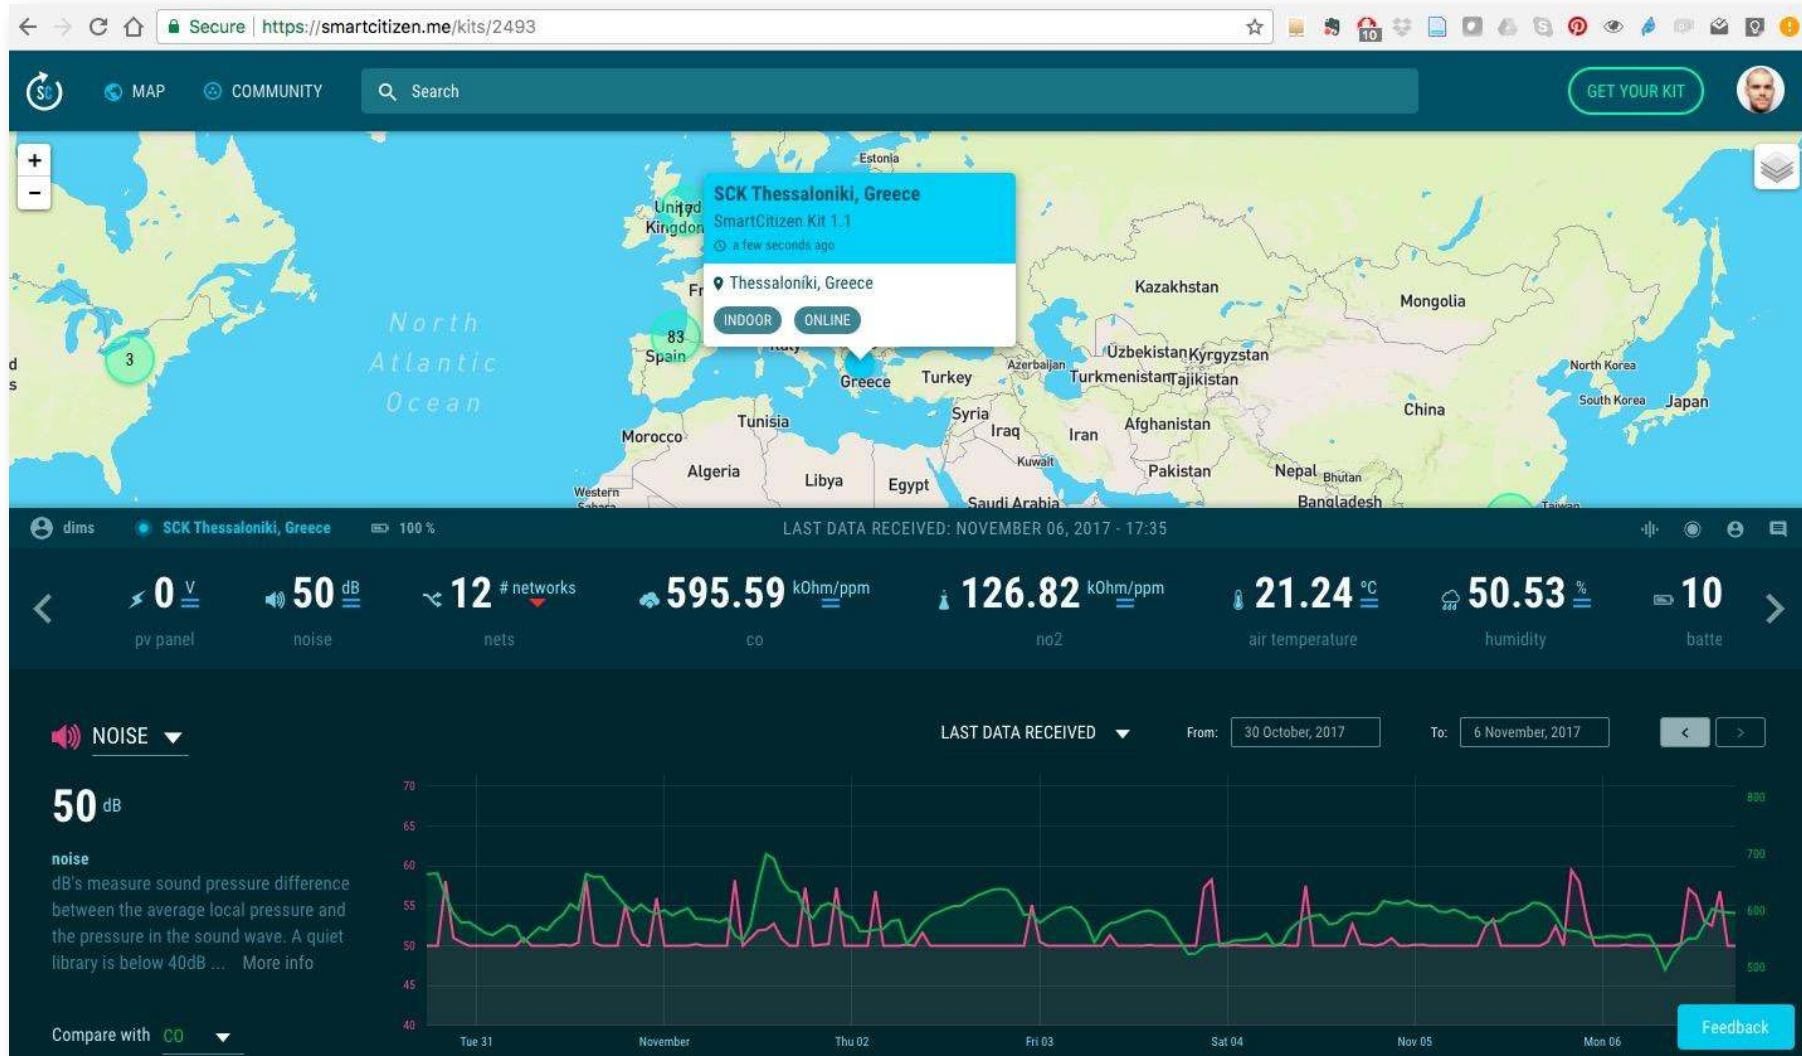 Secure | https://smartcitizen.me/kits/2493
10
SC
MAP
COMMUNITY
Search
GET YOUR KIT
+
−
Estonia
SCK Thessaloniki, Greece
SmartCitizen Kit 1.1
a few seconds ago
Thessaloníki, Greece
INDOOR ONLINE
United
17
Kingdom
Fr
83
Spain
Italy
Greece
Turkey
Kazakhstan
Mongolia
North
Atlantic
Ocean
3
d
s
Uzbekistan
Kyrgyzstan
Azerbaijan
Turkmenistan
Tajikistan
North Korea
South Korea
Japan
China
Syria
Iraq
Iran
Afghanistan
Tunisia
Morocco
Kuwait
Pakistan
Nepal
Bhutan
Algeria
Libya
Egypt
Western
Sahara
Saudi Arabia
Bangladesh
Taiwan
dims
SCK Thessaloniki, Greece
100 %
LAST DATA RECEIVED: NOVEMBER 06, 2017 - 17:35
0 V
50 dB
12 # networks
595.59 kOhm/ppm
126.82 kOhm/ppm
21.24 ºC
50.53 %
10
pv panel
noise
nets
co
no2
air temperature
humidity
batte
NOISE
LAST DATA RECEIVED
From: 30 October, 2017
To: 6 November, 2017
<
>
50 dB
noise
dB's measure sound pressure difference
between the average local pressure and
the pressure in the sound wave. A quiet
library is below 40dB ... More info
Compare with CO
70
65
60
55
50
45
40
800
700
600
500
Tue 31
November
Thu 02
Fri 03
Sat 04
Nov 05
Mon 06
Feedback